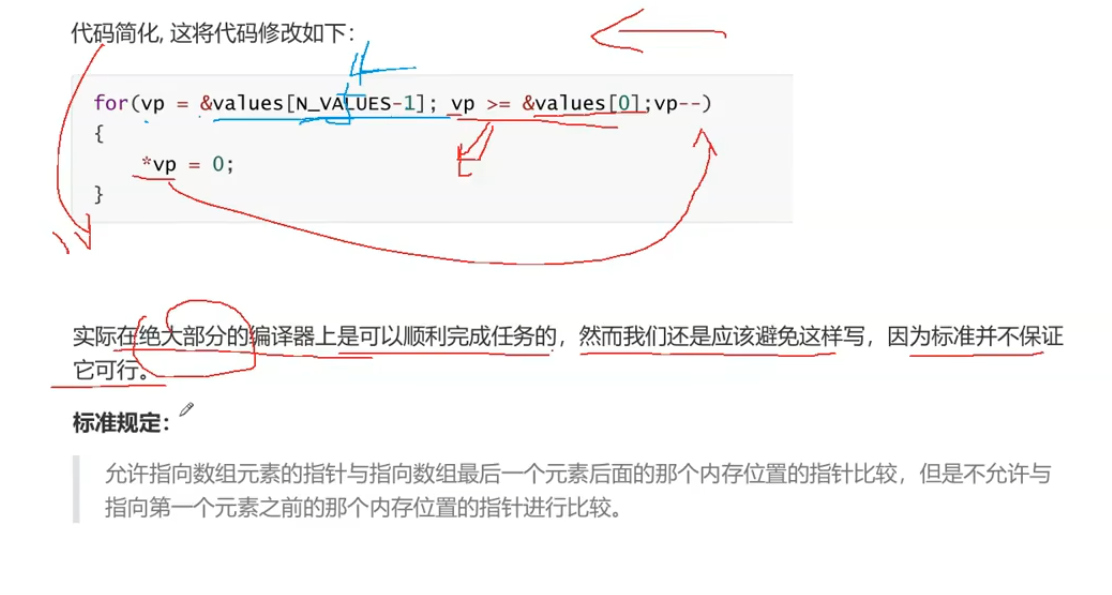 代码简化, 这将代码修改如下：
for(vp = &values[N_VALUES-1]; vp >= &values[0];vp--)
{
    *vp = 0;
}
实际在绝大部分的编译器上是可以顺利完成任务的，然而我们还是应该避免这样写，因为标准并不保证
它可行。
标准规定：
允许指向数组元素的指针与指向数组最后一个元素后面的那个内存位置的指针比较，但是不允许与
指向第一个元素之前的那个内存位置的指针进行比较。